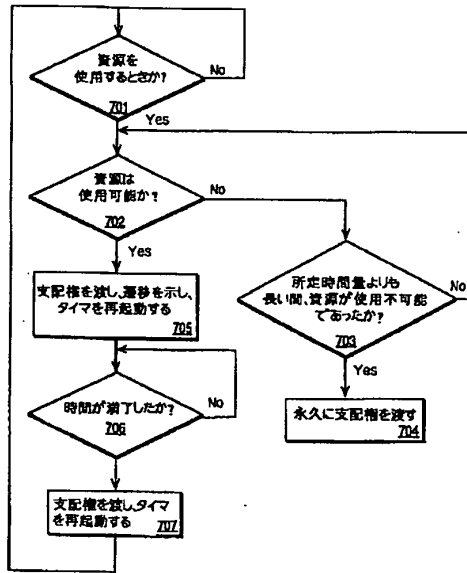 資源を
使用するときか?
No
701
Yes
資源は
使用可能か?
No
702
Yes
支配権を渡し、遷移を示し、
タイマを再起動する 705
所定時間量よりも
長い間、資源が使用不可能
であったか?
No
703
Yes
時間が満了したか?
No
706
永久に支配権を渡す
704
支配権を渡し、タイマ
を再起動する 707